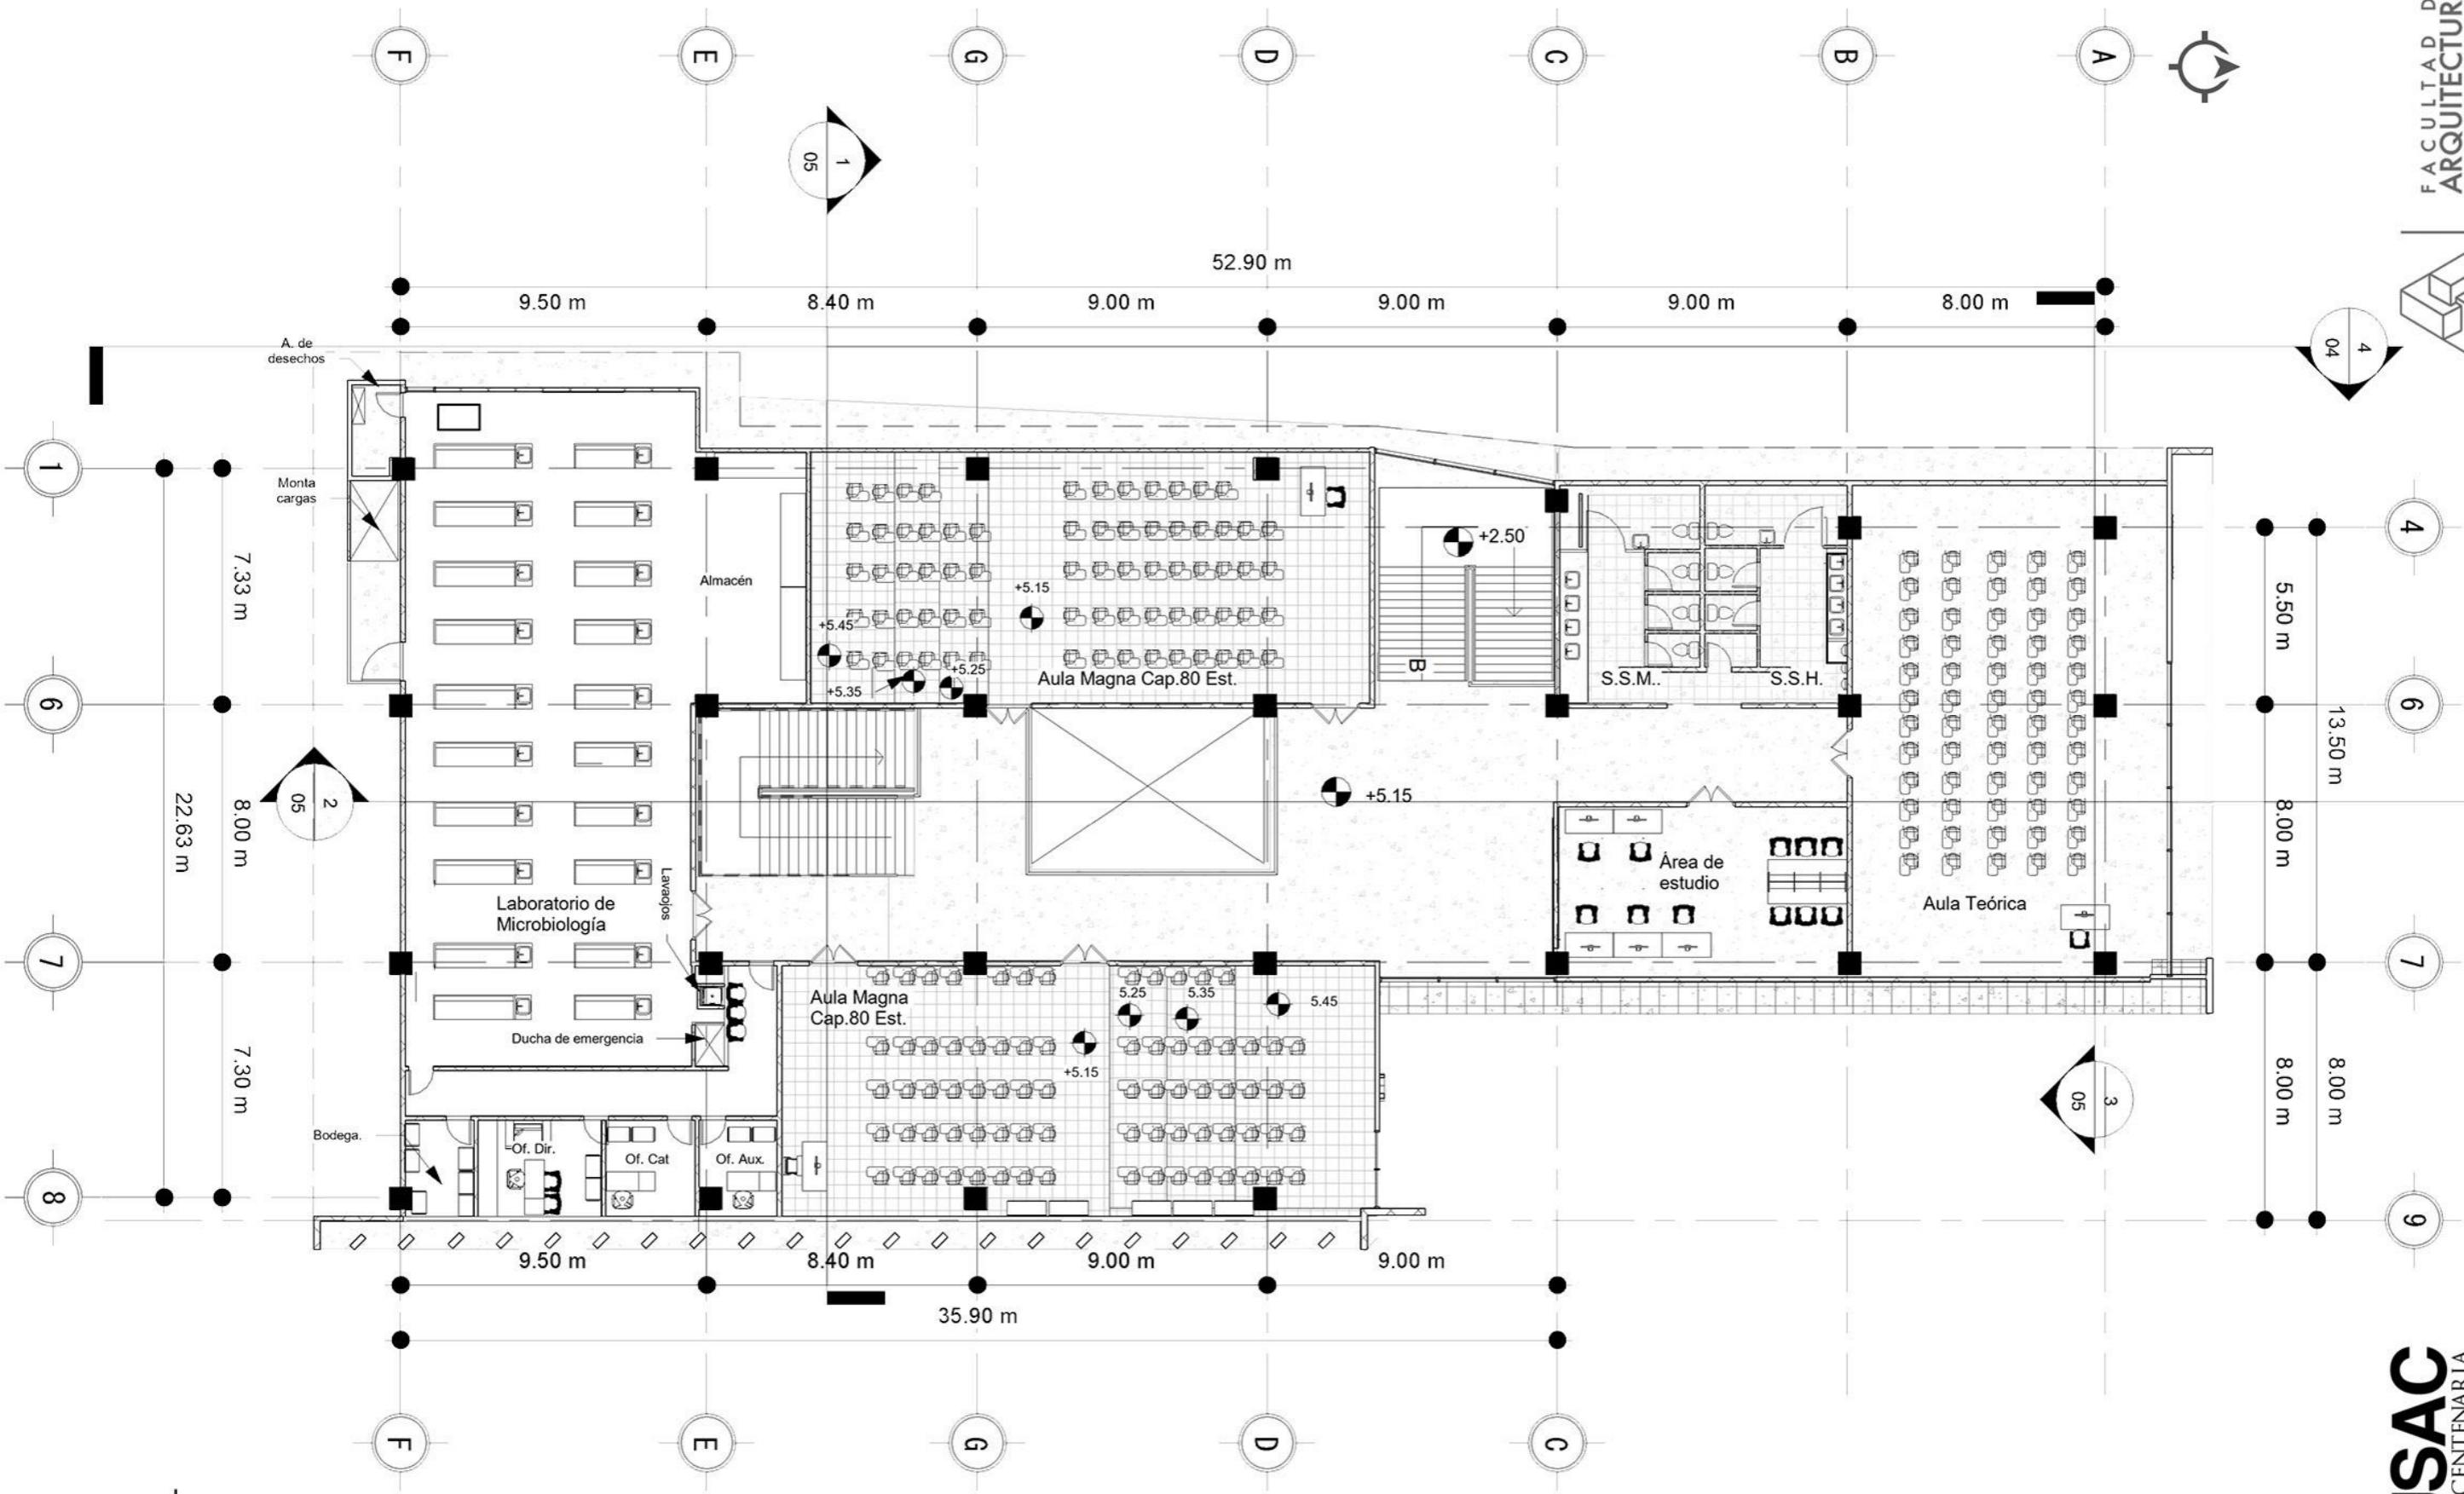 F
E
G
D
C
B
A
FACULTAD D
ARQUITECTUR
1
05
52.90 m
9.50 m
8.40 m
9.00 m
9.00 m
9.00 m
8.00 m
4
04
A. de
desechos
Monta
cargas
1
6
7
8
7.33 m
8.00 m
7.30 m
22.63 m
2
05
Almacén
+5.45
+5.35
+5.25
+5.15
Aula Magna Cap.80 Est.
+2.50
B
S.S.M..
S.S.H.
4
6
7
9
5.50 m
8.00 m
8.00 m
13.50 m
8.00 m
+5.15
Área de
estudio
Aula Teórica
Laboratorio de
Microbiología
Lavaojos
Ducha de emergencia
Aula Magna
Cap.80 Est.
5.25
5.35
5.45
+5.15
3
05
Bodega.
Of. Dir.
Of. Cat
Of. Aux.
9.50 m
8.40 m
9.00 m
9.00 m
35.90 m
F
E
G
D
C
SAC
CENTENARIA